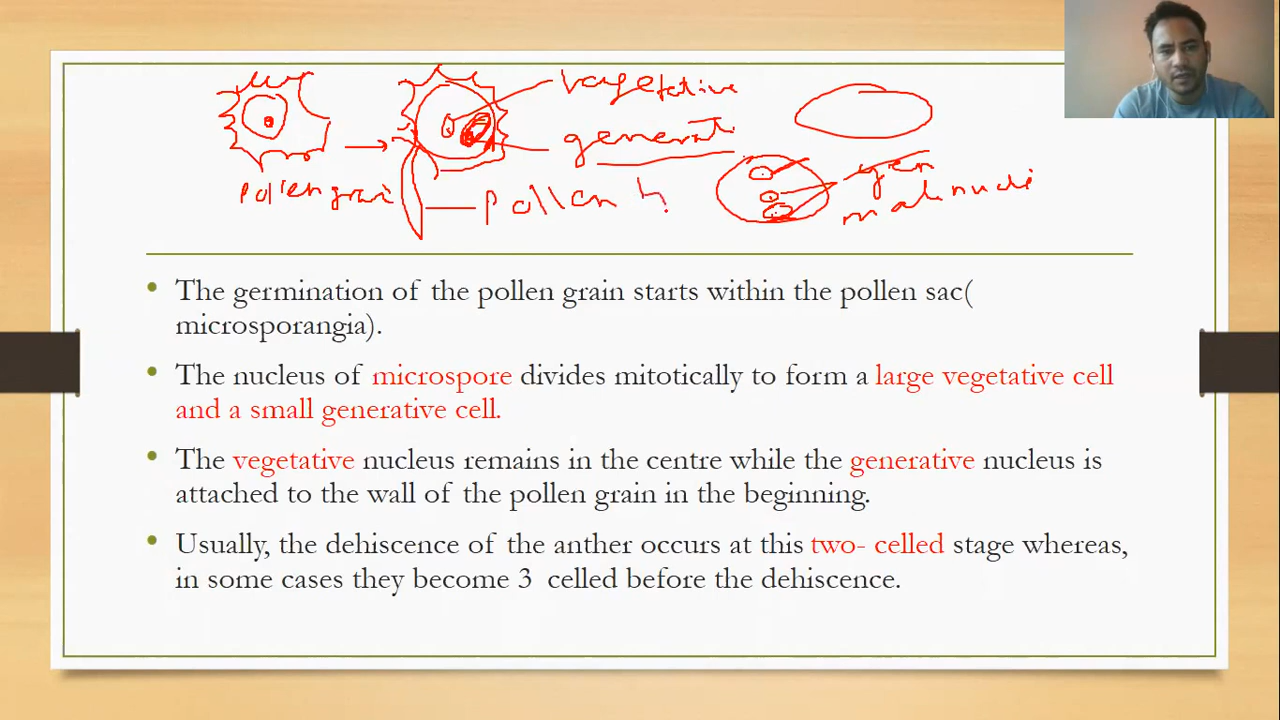 vegetative
generati
pollen grain
pollen
gen
male nuclei
• The germination of the pollen grain starts within the pollen sac(
microsporangia).
• The nucleus of microspore divides mitotically to form a large vegetative cell
and a small generative cell.
• The vegetative nucleus remains in the centre while the generative nucleus is
attached to the wall of the pollen grain in the beginning.
• Usually, the dehiscence of the anther occurs at this two- celled stage whereas,
in some cases they become 3 celled before the dehiscence.